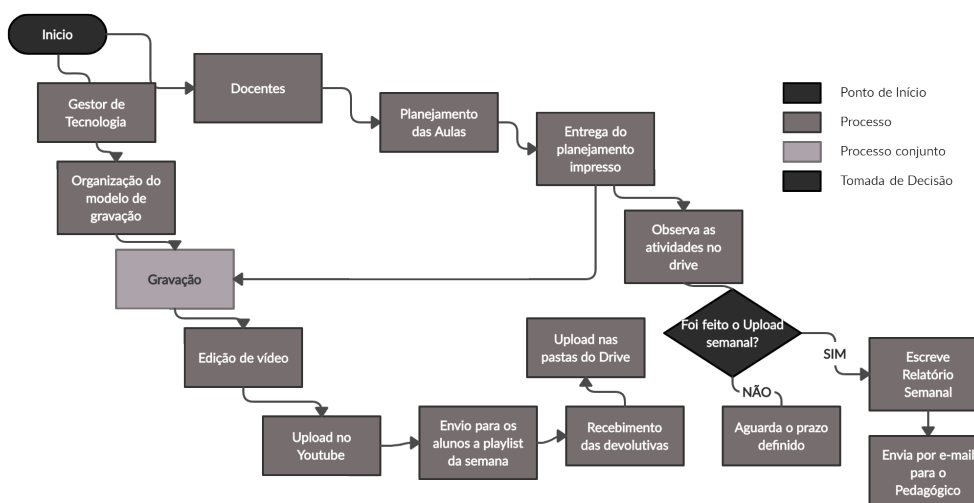 Inicio
Gestor de
Tecnologia
Docentes
Planejamento
das Aulas
Entrega do
planejamento
impresso
Organização do
modelo de
gravação
Gravação
Observa as
atividades no
drive
Foi feito o Upload
semanal?
SIM
NÃO
Escreve
Relatório
Semanal
Envia por e-mail
para o
Pedagógico
Aguarda o prazo
definido
Edição de vídeo
Upload no
Youtube
Envio para os
alunos a playlist
da semana
Recebimento
das devolutivas
Upload nas
pastas do Drive
Ponto de Início
Processo
Processo conjunto
Tomada de Decisão